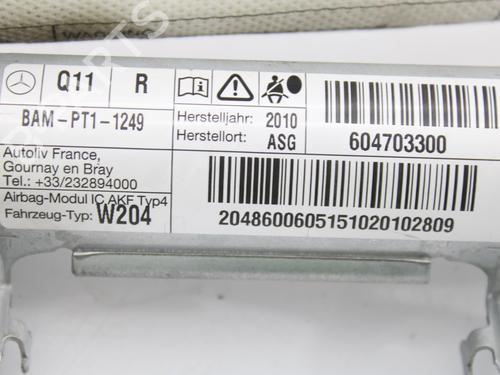 Q11 R
BAM-PT1-1249
Autoliv France,
Gournay en Bray
Tel.: +33/232894000
Airbag-Modul IC AKF Typ4
Fahrzeug-Typ: W204
Herstelljahr: 2010
Herstellort: ASG
604703300
2048600605151020102809